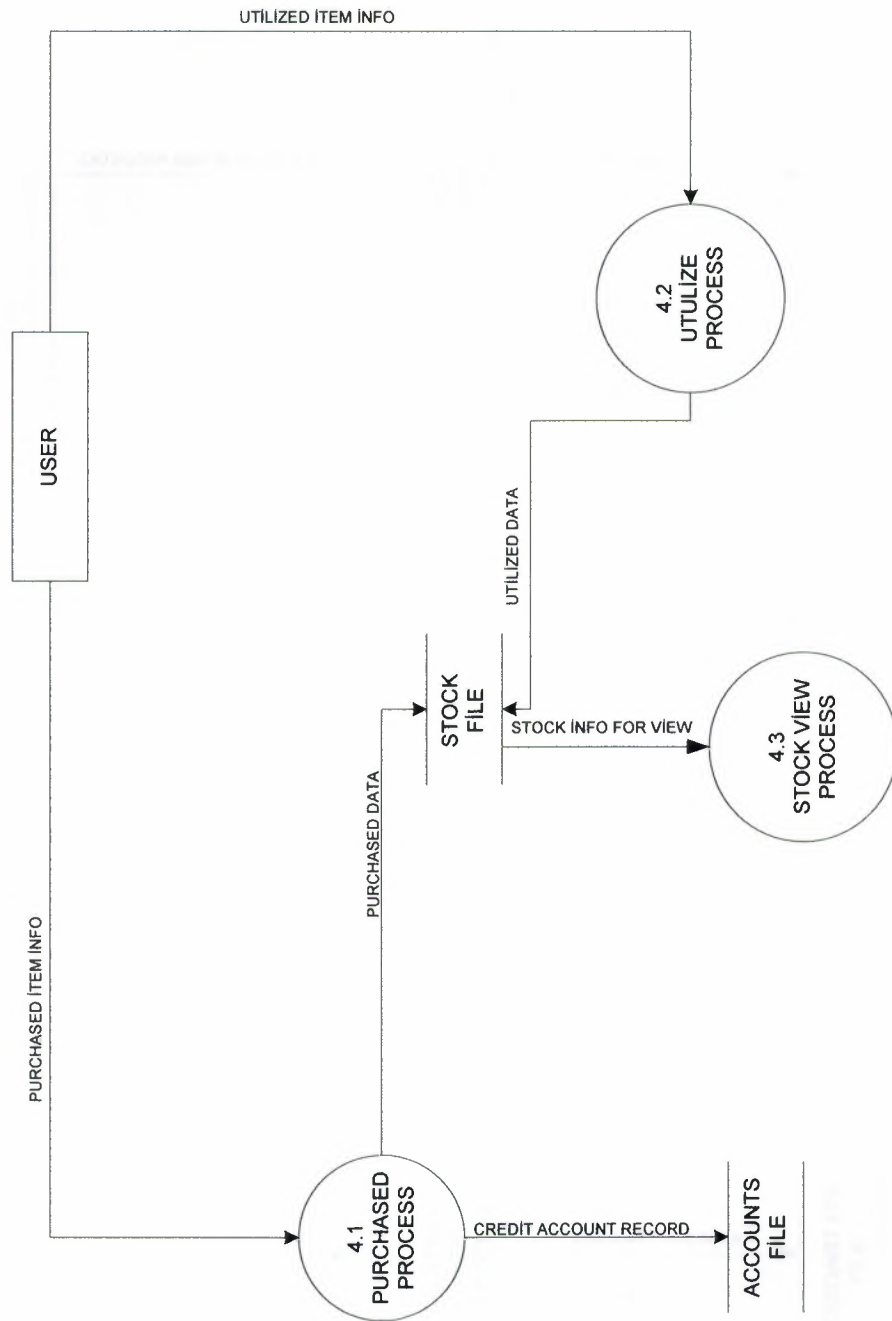 UTİLİZED İTEM INFO
USER
PURCHASED İTEM İNFO
4.2
UTULİZE
PROCESS
UTİLİZED DATA
STOCK
FİLE
PURCHASED DATA
STOCK İNFO FOR VİEW
4.3
STOCK VİEW
PROCESS
4.1
PURCHASED
PROCESS
CREDİT ACCOUNT RECORD
ACCOUNTS
FİLE